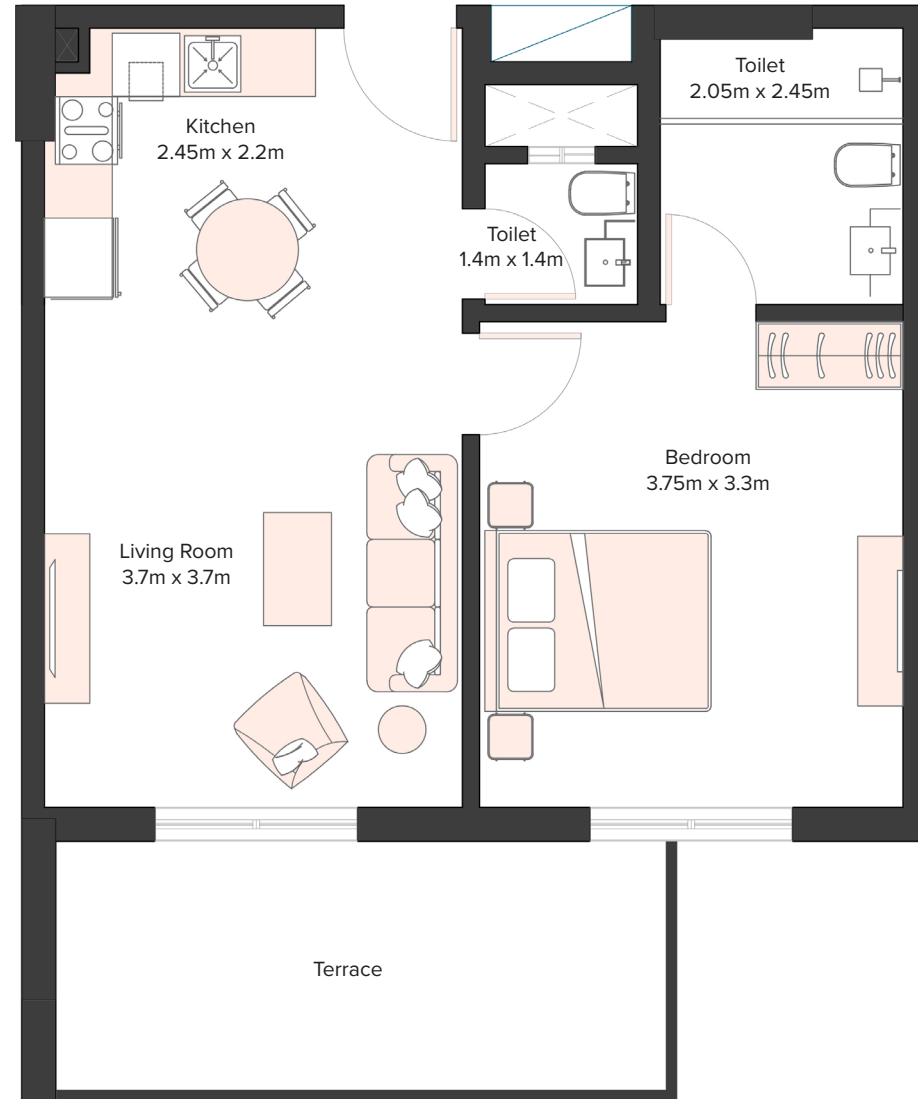 Toilet
2.05m x 2.45m
Kitchen
2.45m x 2.2m
Toilet
1.4m x 1.4m
Bedroom
3.75m x 3.3m
Living Room
3.7m x 3.7m
Terrace